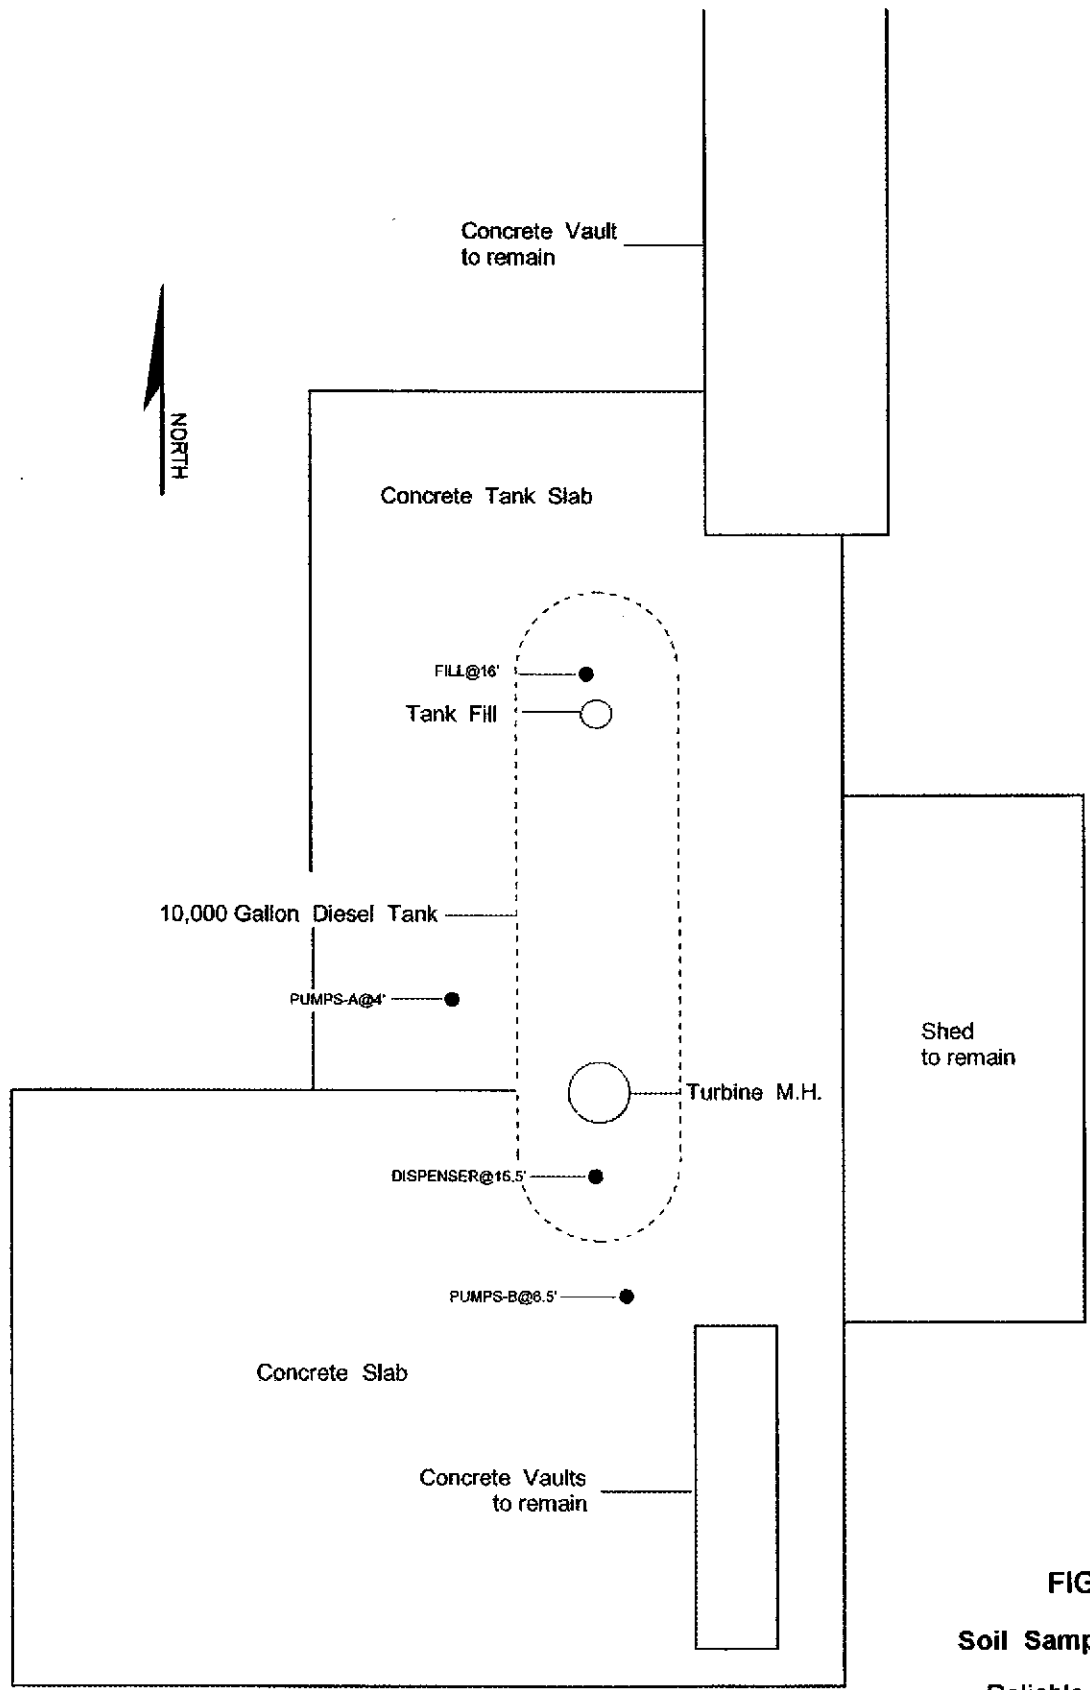 Concrete Vault
to remain
NORTH
Concrete Tank Slab
FILL@16'
Tank Fill
10,000 Gallon Diesel Tank
PUMPS-A@4'
Shed
to remain
Turbine M.H.
DISPENSER@15.5'
PUMPS-B@6.5'
Concrete Slab
Concrete Vaults
to remain
FIG
Soil Samp
Reliable